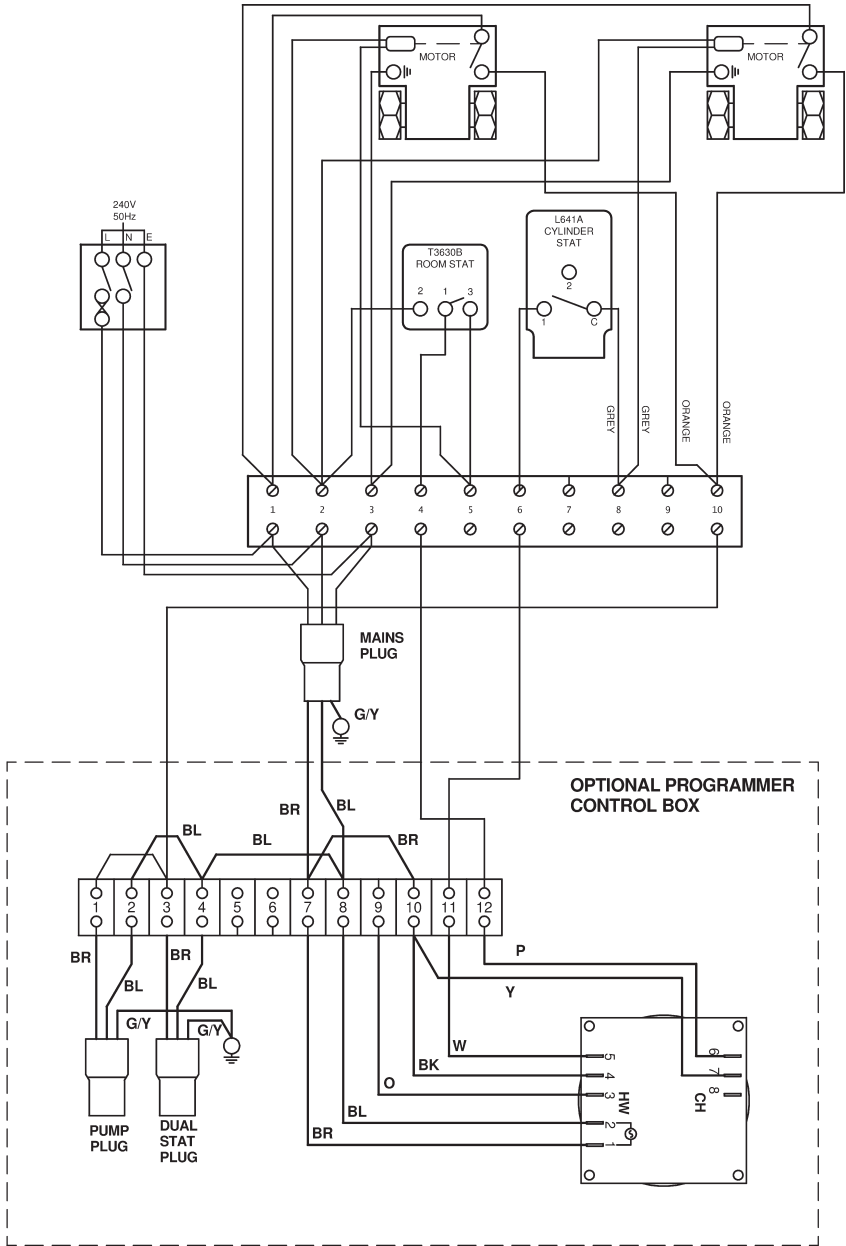 MOTOR
MOTOR
240V
50Hz
L N E
T3630B
ROOM STAT
2 1 3
L641A
CYLINDER
STAT
2
1 C
GREY
GREY
ORANGE
ORANGE
1 2 3 4 5 6 7 8 9 10
MAINS
PLUG
G/Y
OPTIONAL PROGRAMMER
CONTROL BOX
BR
BL
BL
BL
BR
1 2 3 4 5 6 7 8 9 10 11 12
BR
BL
BR
BL
G/Y
G/Y
P
Y
W
BK
O
BL
BR
5
4
3
2
1
HW
6
7
8
CH
PUMP
PLUG
DUAL
STAT
PLUG